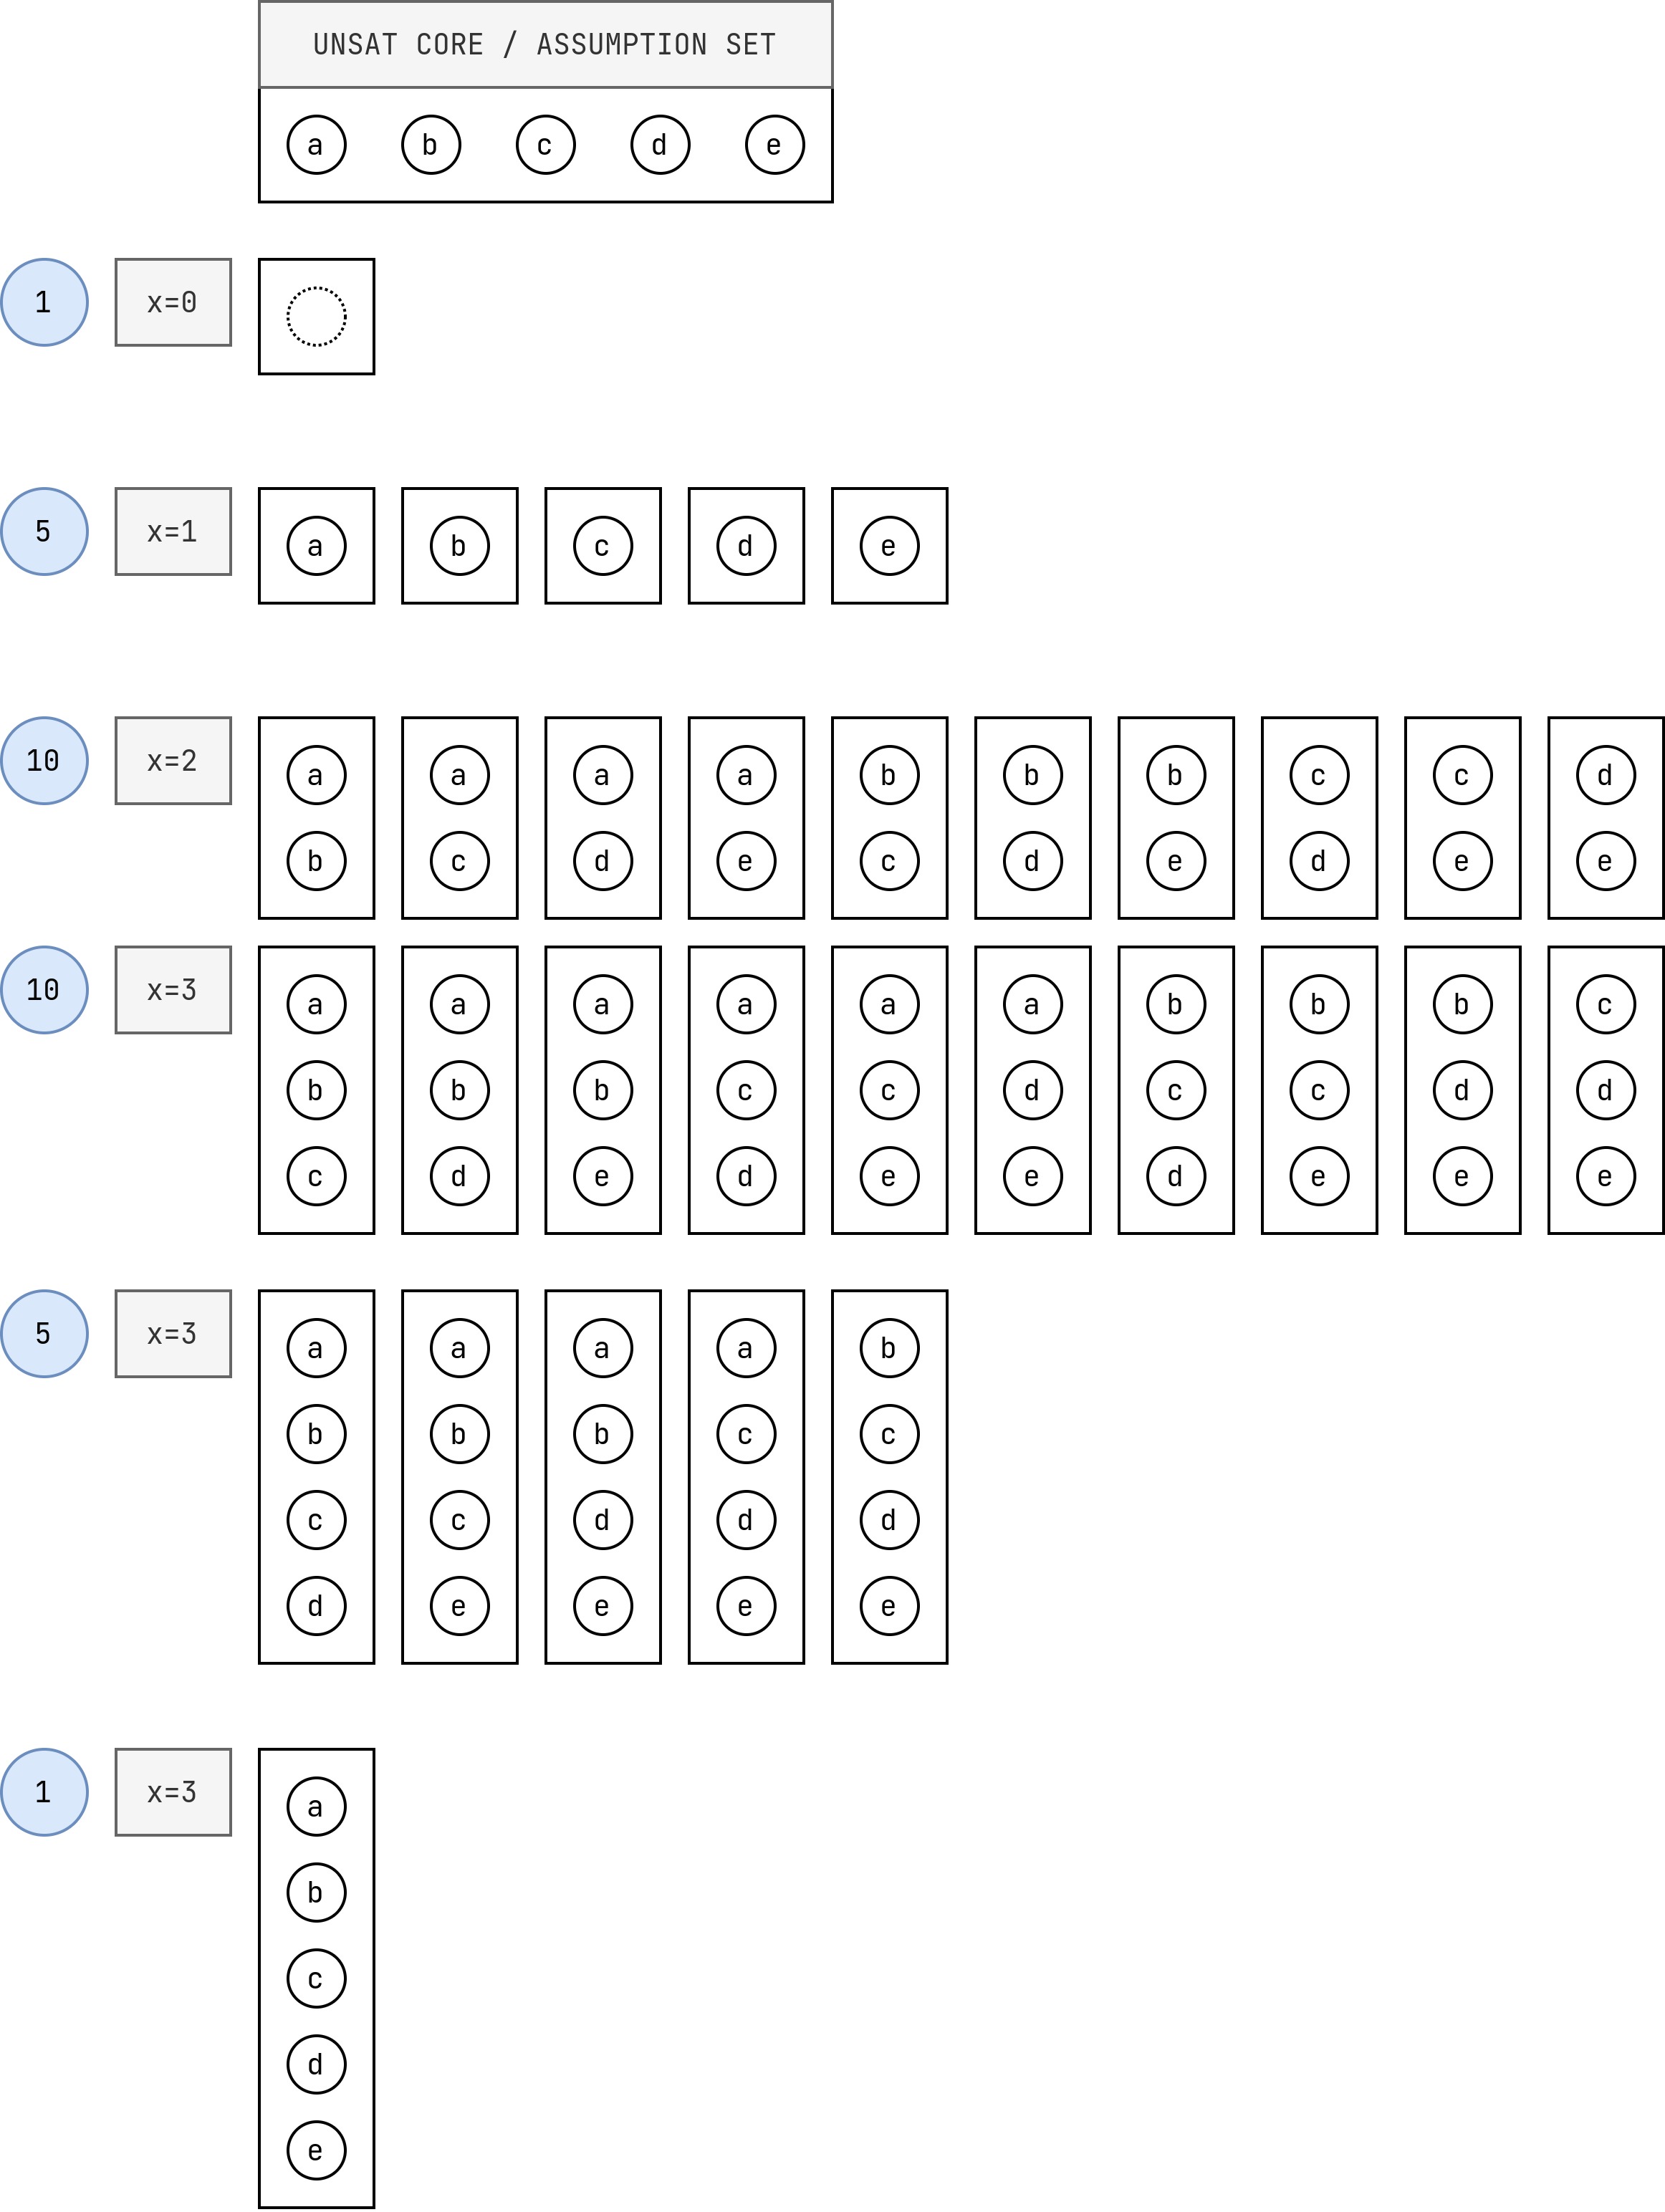 UNSAT CORE / ASSUMPTION SET
a b c d e
1 x=0
5 x=1 a b c d e
10 x=2 a a a a b b b c c d
b c d e c d e d e e
10 x=3 a a a a a a b b b c
b b b c c d c c d d
c d e d e e d e e e
5 x=3 a a a a b
b b b c c
c c d d d
d e e e e
1 x=3 a
b
c
d
e